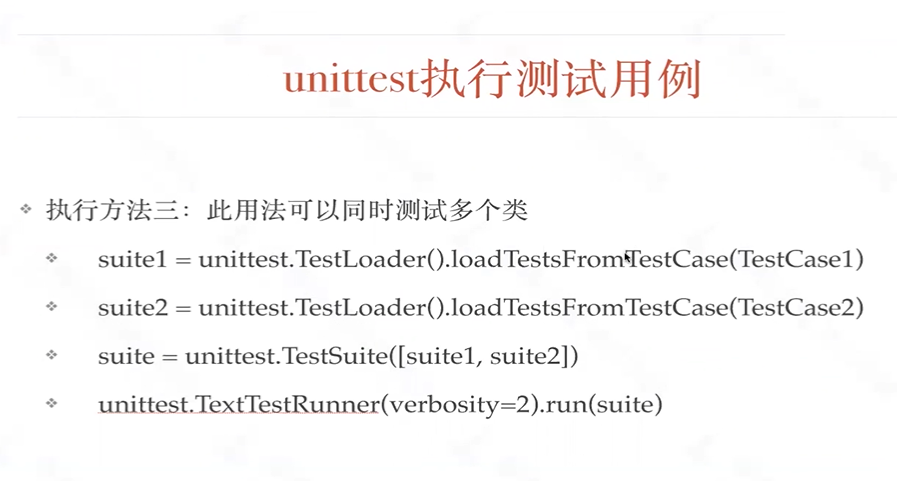 unittest执行测试用例
执行方法三：此用法可以同时测试多个类
suite1 = unittest.TestLoader().loadTestsFromTestCase(TestCase1)
suite2 = unittest.TestLoader().loadTestsFromTestCase(TestCase2)
suite = unittest.TestSuite([suite1, suite2])
unittest.TextTestRunner(verbosity=2).run(suite)